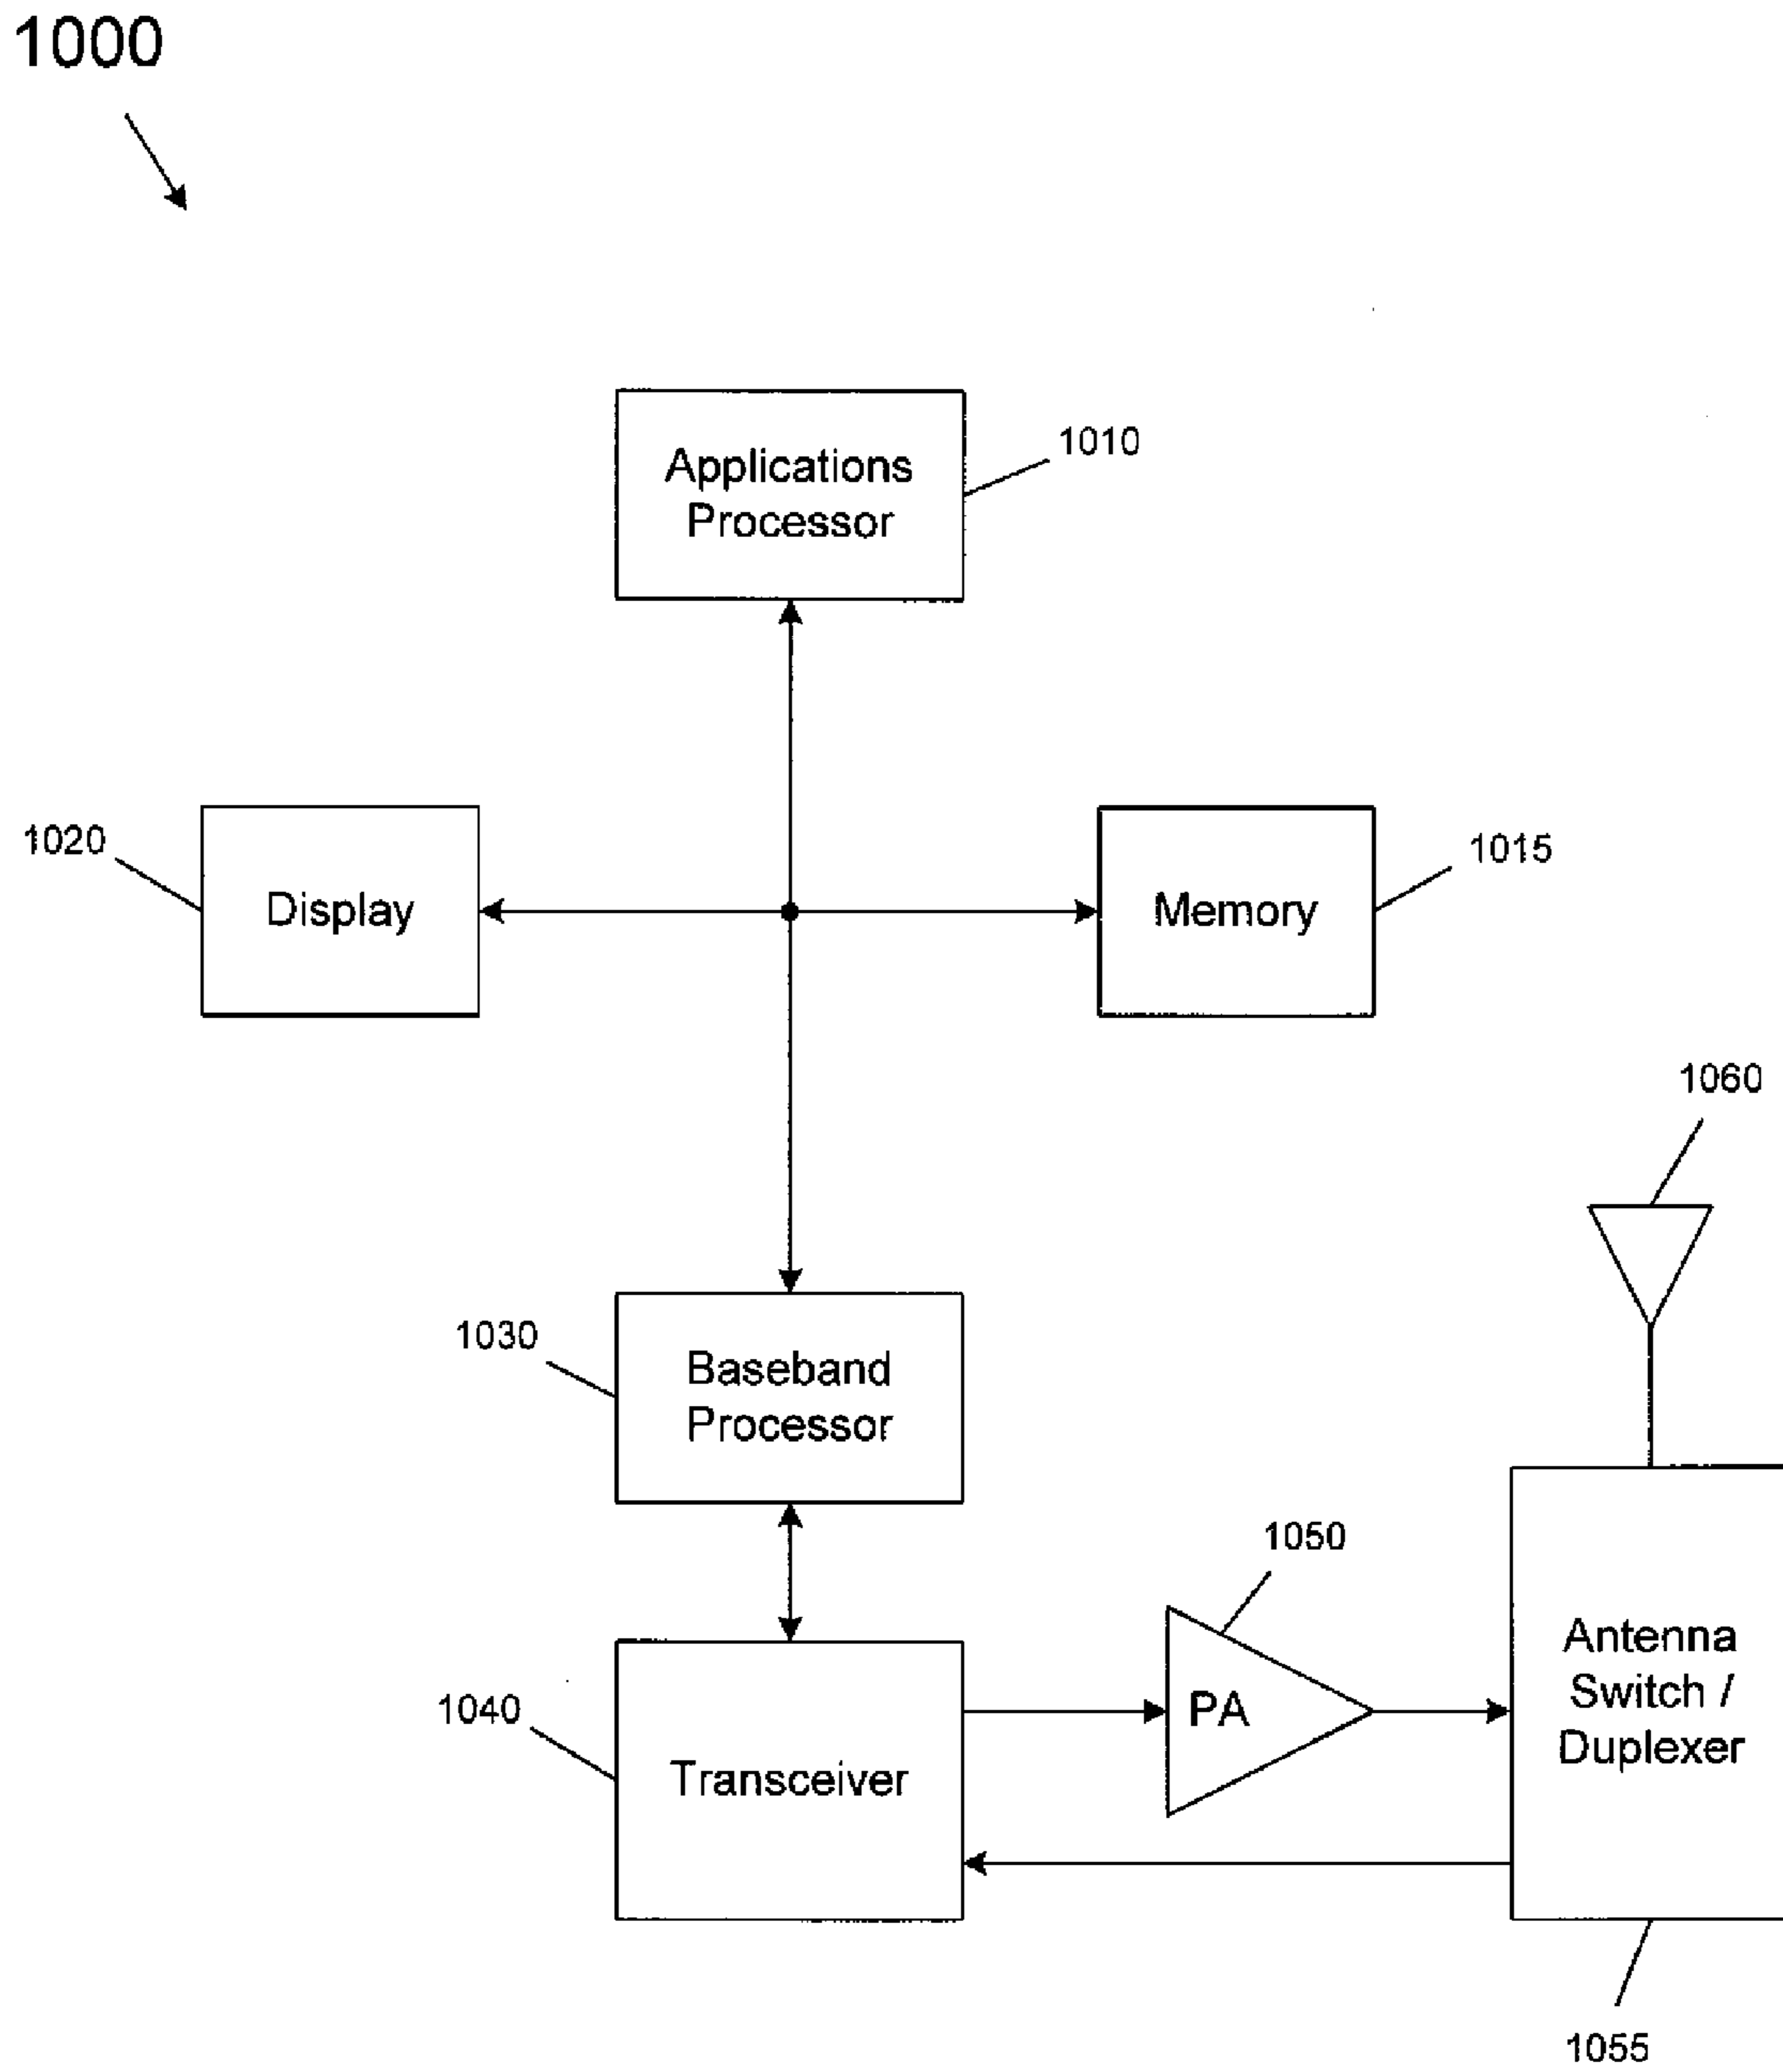 1000
Applications
Processor
1010
1020
Display
Memory
1015
1060
1030
Baseband
Processor
1050
1040
Transceiver
PA
Antenna
Switch /
Duplexer
1055